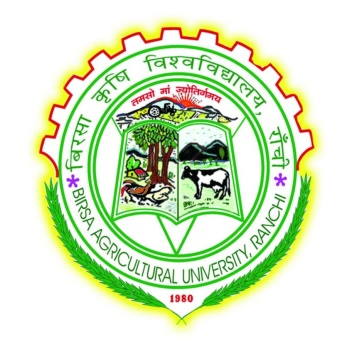 बिरसा कृषि विश्वविद्यालय, राँची
तमसो मां ज्योतिर्गमय
BIRSA AGRICULTURAL UNIVERSITY, RANCHI
1980